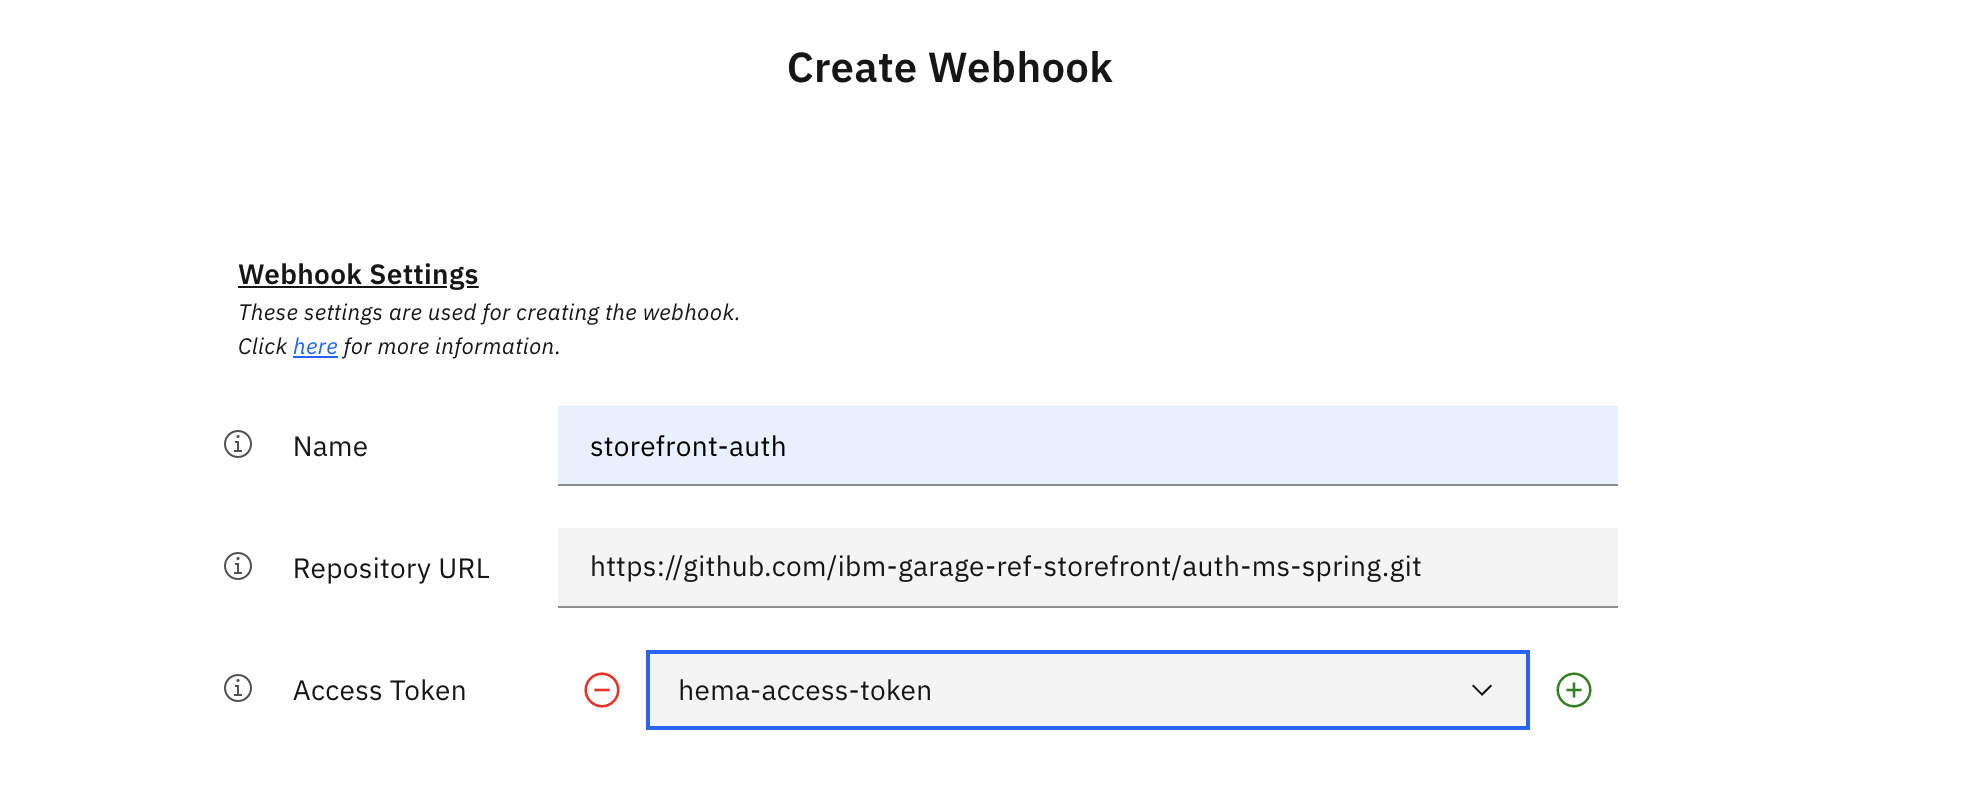 Create Webhook
Webhook Settings
These settings are used for creating the webhook.
Click here for more information.
Name
storefront-auth
Repository URL
https://github.com/ibm-garage-ref-storefront/auth-ms-spring.git
Access Token
hema-access-token